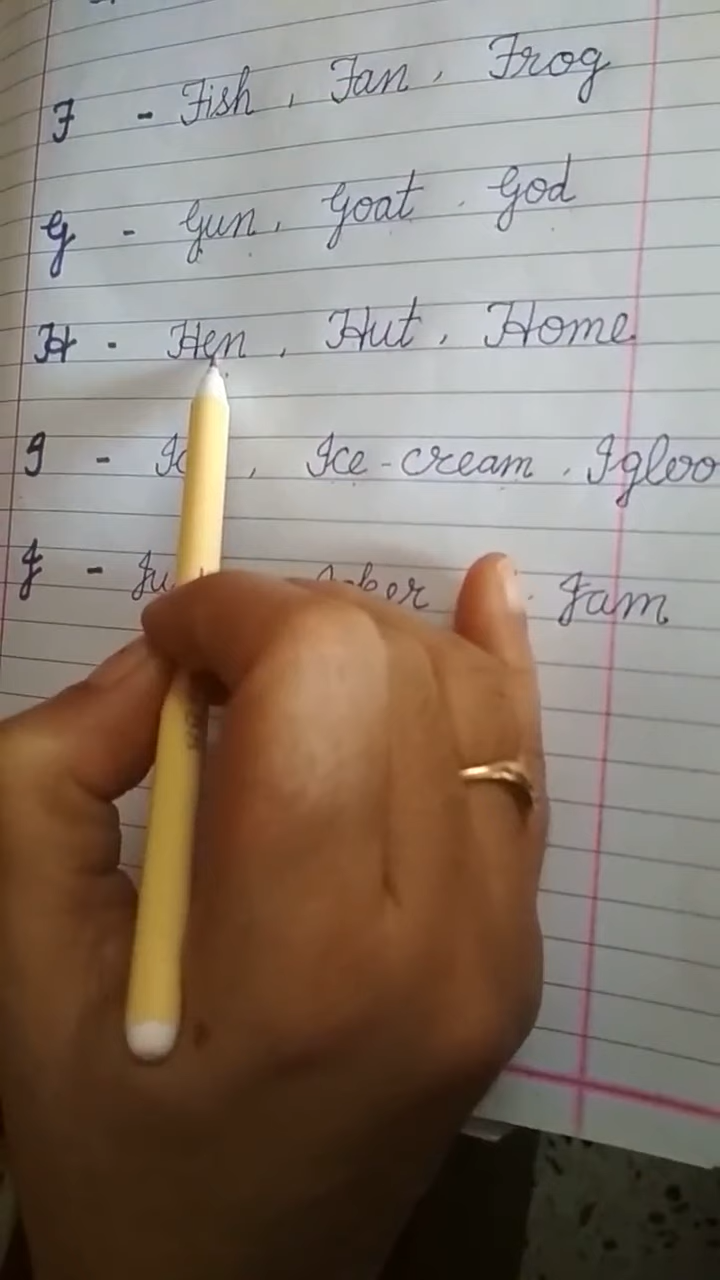 F - Fish, Fan, Frog
G - Gun, Goat. God
H - Hen, Hut, Home
I - , Ice-cream. Igloo
J - Jam